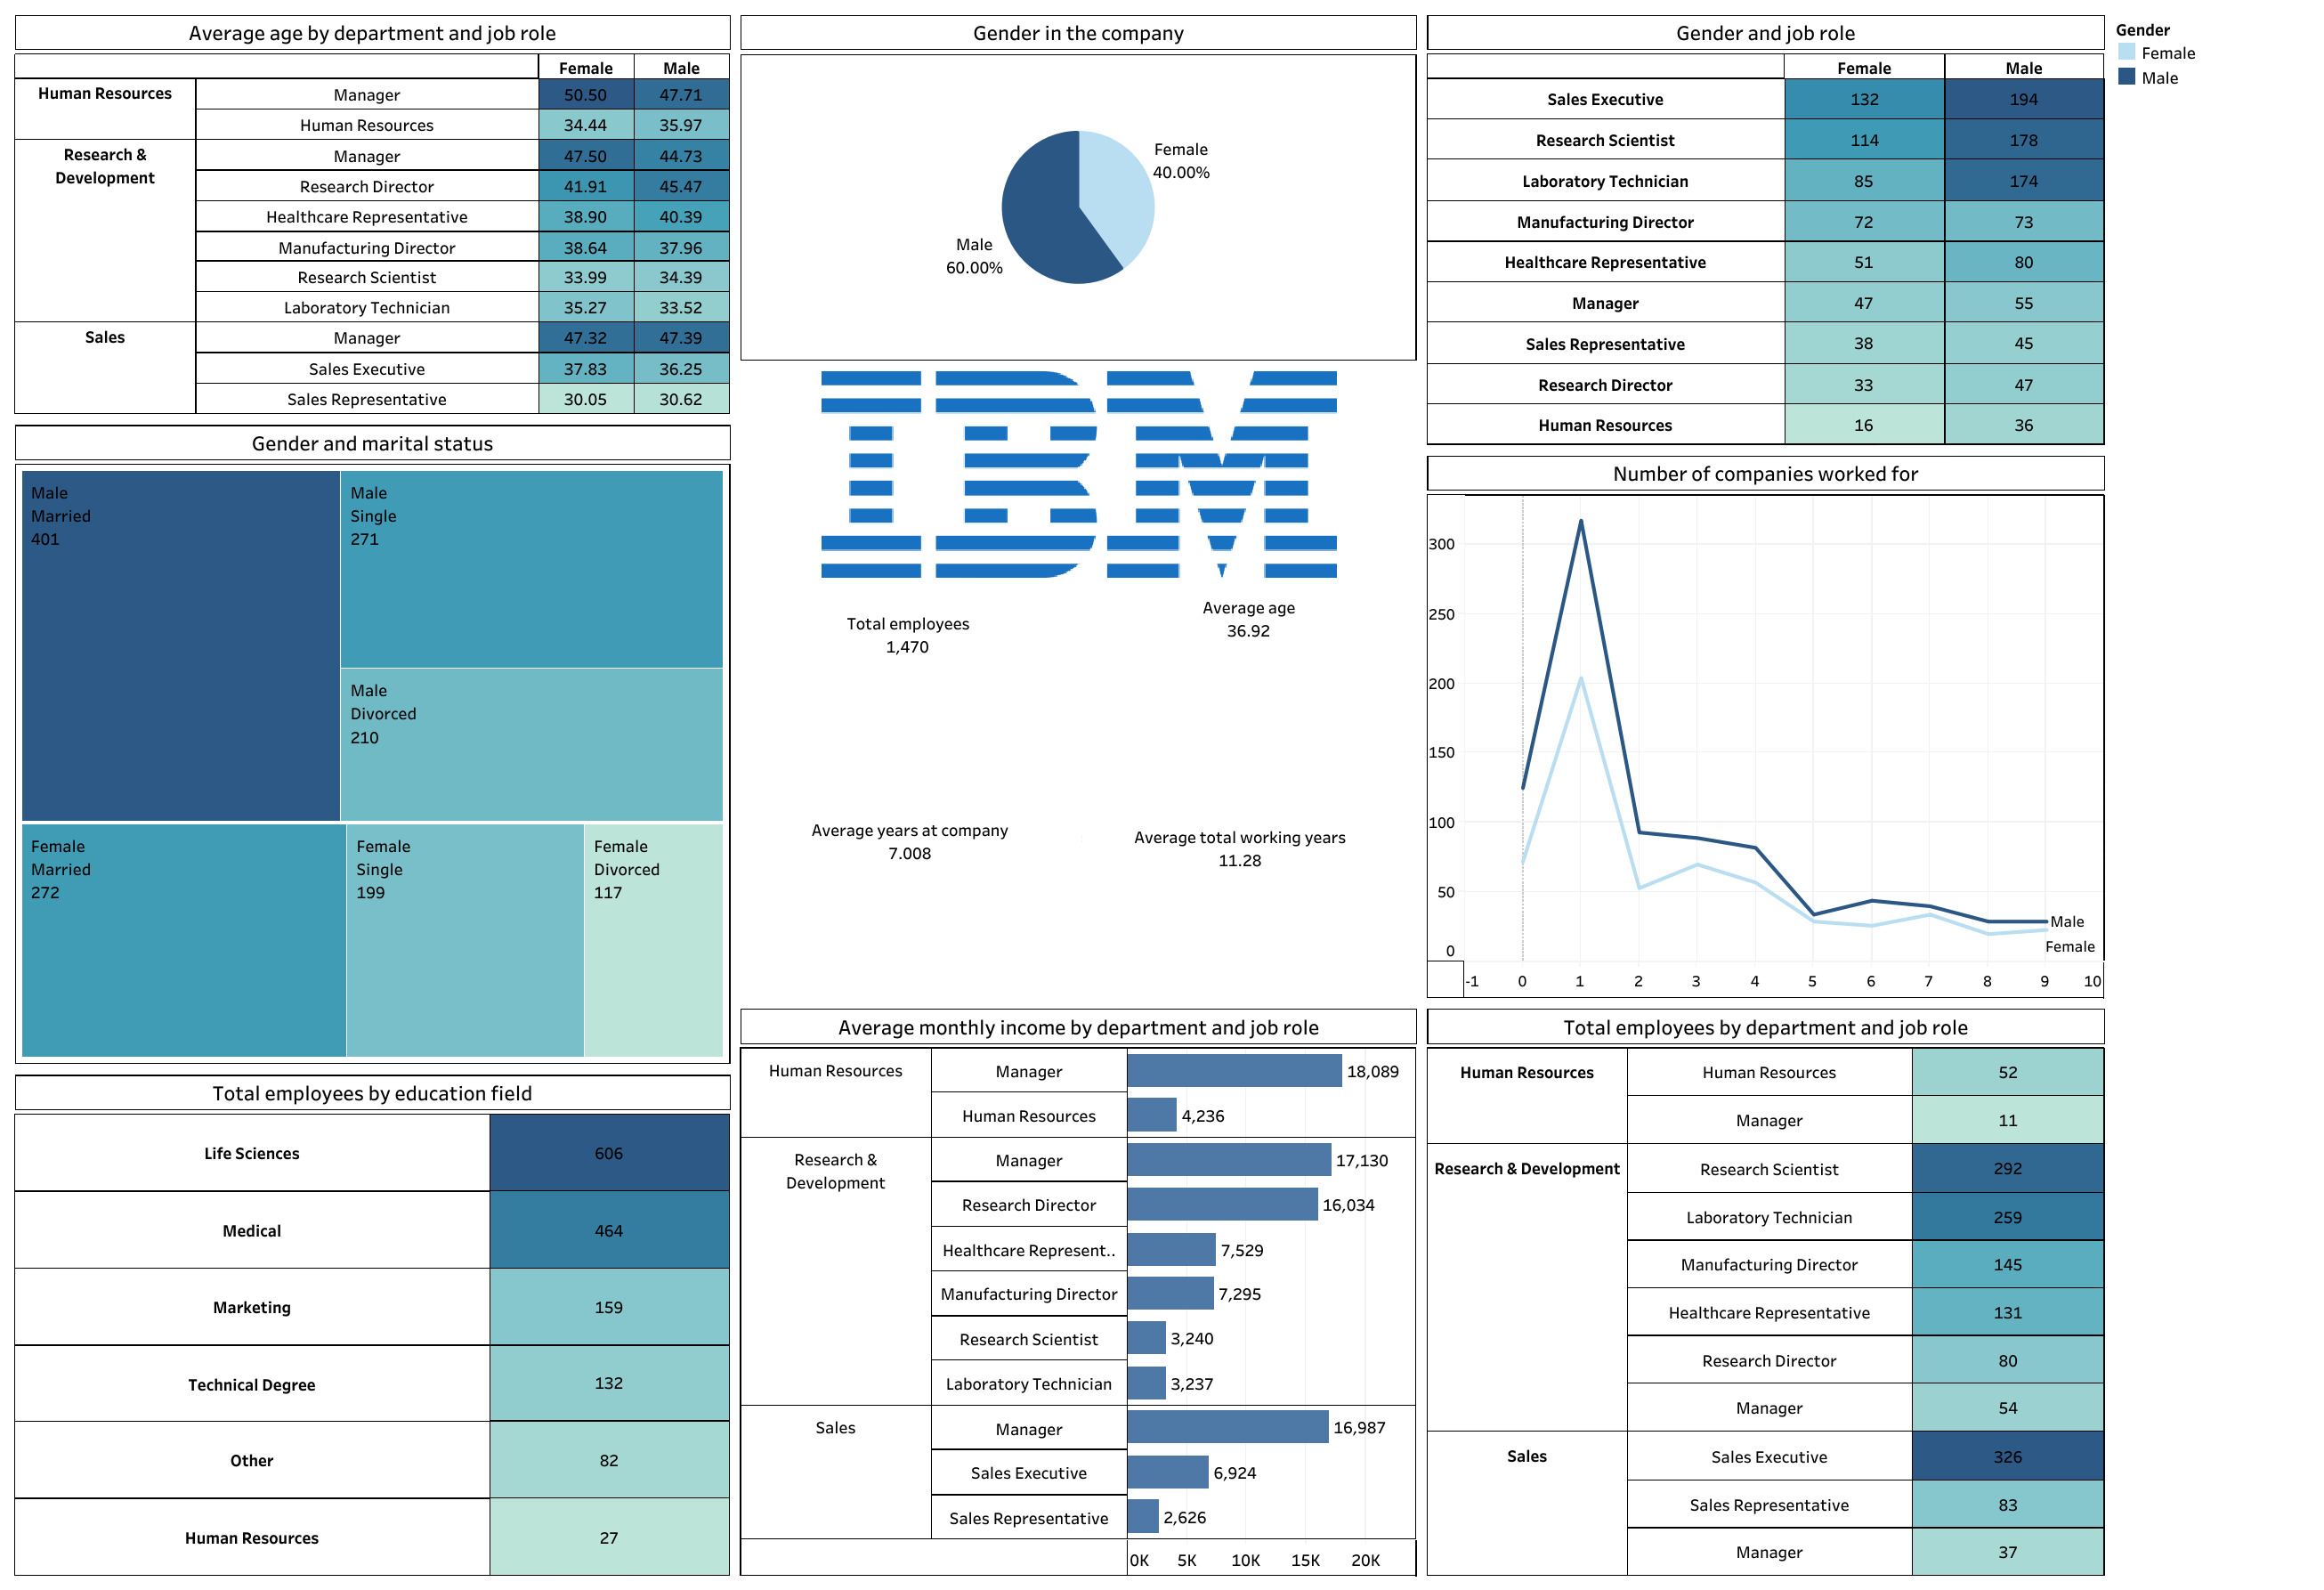 Average age by department and job role
Female Male
Human Resources Manager 50.50 47.71
Human Resources 34.44 35.97
Research & Development Manager 47.50 44.73
Research Director 41.91 45.47
Healthcare Representative 38.90 40.39
Manufacturing Director 38.64 37.96
Research Scientist 33.99 34.39
Laboratory Technician 35.27 33.52
Sales Manager 47.32 47.39
Sales Executive 37.83 36.25
Sales Representative 30.05 30.62
Gender and marital status
Male
Married
401
Male
Single
271
Male
Divorced
210
Female
Married
272
Female
Single
199
Female
Divorced
117
Total employees by education field
Life Sciences 606
Medical 464
Marketing 159
Technical Degree 132
Other 82
Human Resources 27
Gender in the company
Female
40.00%
Male
60.00%
IBM
Total employees
1,470
Average age
36.92
Average years at company
7.008
Average total working years
11.28
Average monthly income by department and job role
Human Resources Manager 18,089
Human Resources 4,236
Research & Development Manager 17,130
Research Director 16,034
Healthcare Represent.. 7,529
Manufacturing Director 7,295
Research Scientist 3,240
Laboratory Technician 3,237
Sales Manager 16,987
Sales Executive 6,924
Sales Representative 2,626
0K 5K 10K 15K 20K
Gender and job role
Female Male
Sales Executive 132 194
Research Scientist 114 178
Laboratory Technician 85 174
Manufacturing Director 72 73
Healthcare Representative 51 80
Manager 47 55
Sales Representative 38 45
Research Director 33 47
Human Resources 16 36
Number of companies worked for
300
250
200
150
100
50
0
Male
Female
-1 0 1 2 3 4 5 6 7 8 9 10
Total employees by department and job role
Human Resources Human Resources 52
Manager 11
Research & Development Research Scientist 292
Laboratory Technician 259
Manufacturing Director 145
Healthcare Representative 131
Research Director 80
Manager 54
Sales Sales Executive 326
Sales Representative 83
Manager 37
Gender
Female
Male